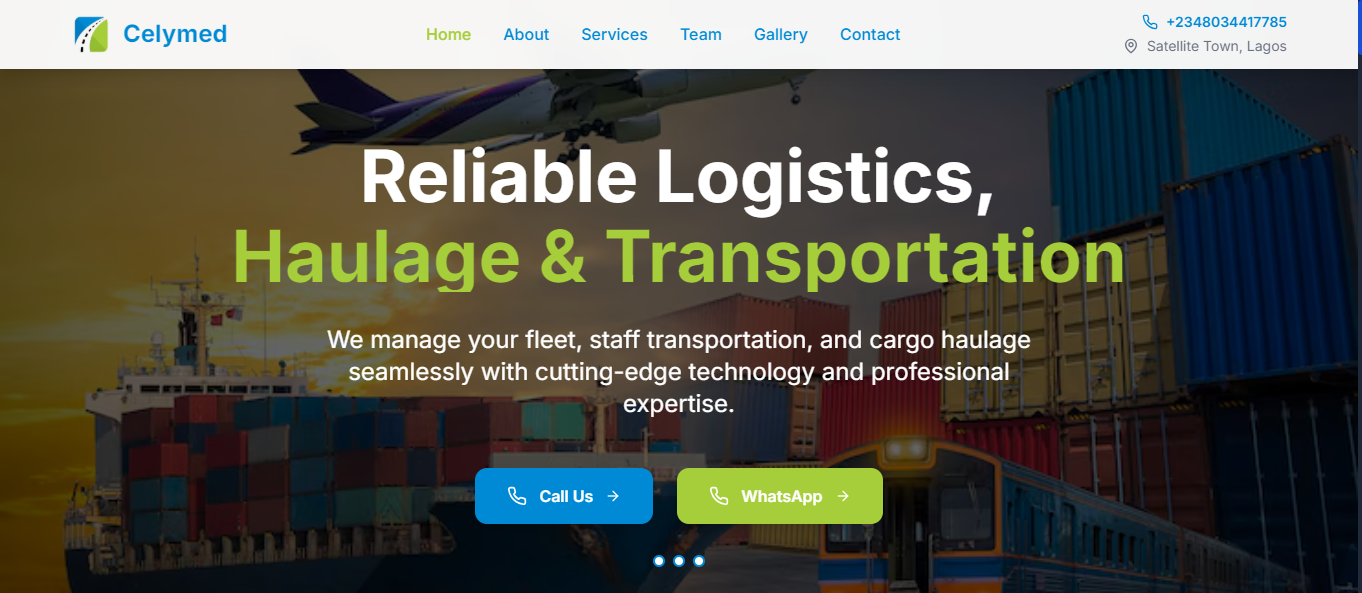 Celymed
Home About Services Team Gallery Contact
+2348034417785
Satellite Town, Lagos
Reliable Logistics,
Haulage & Transportation
We manage your fleet, staff transportation, and cargo haulage
seamlessly with cutting-edge technology and professional
expertise.
Call Us → WhatsApp →